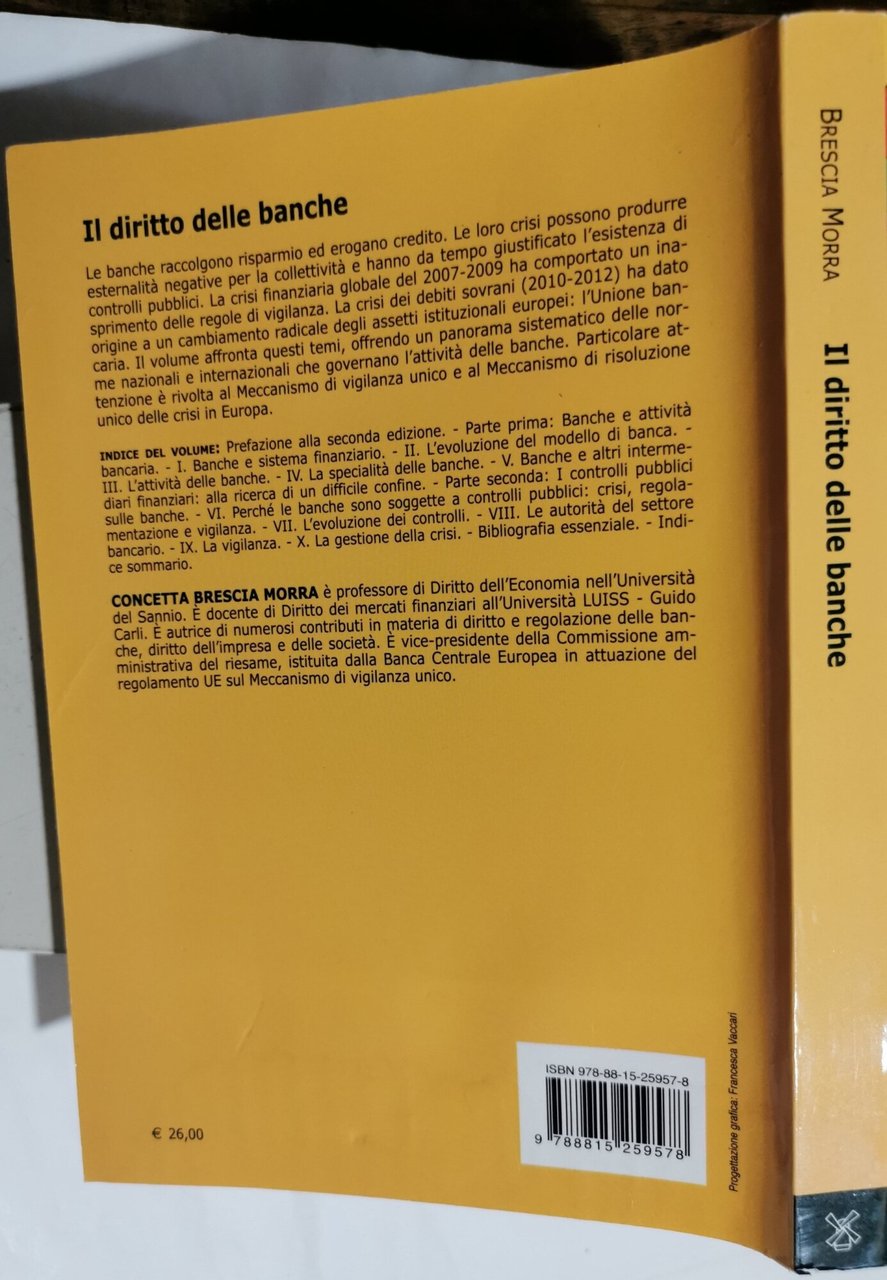 Il diritto delle banche
Le banche raccolgono risparmio ed erogano credito. Le loro crisi possono produrre
esternalità negative per la collettività e hanno da tempo giustificato l'esistenza di
controlli pubblici. La crisi finanziaria globale del 2007-2009 ha comportato un ina-
sprimento delle regole di vigilanza. La crisi dei debiti sovrani (2010-2012) ha dato
origine a un cambiamento radicale degli assetti istituzionali europei: l'Unione ban-
caria. Il volume affronta questi temi, offrendo un panorama sistematico delle nor-
me nazionali e internazionali che governano l'attività delle banche. Particolare at-
tenzione è rivolta al Meccanismo di vigilanza unico e al Meccanismo di risoluzione
unico delle crisi in Europa.
INDICE DEL VOLUME: Prefazione alla seconda edizione. - Parte prima: Banche e attività
bancaria. - I. Banche e sistema finanziario. - II. L'evoluzione del modello di banca. -
III. L'attività delle banche. - IV. La specialità delle banche. - V. Banche e altri interme-
diari finanziari: alla ricerca di un difficile confine. - Parte seconda: I controlli pubblici
sulle banche. - VI. Perché le banche sono soggette a controlli pubblici: crisi, regola-
mentazione e vigilanza. - VII. L'evoluzione dei controlli. - VIII. Le autorità del settore
bancario. - IX. La vigilanza. - X. La gestione della crisi. - Bibliografia essenziale. - Indi-
ce sommario.
CONCETTA BRESCIA MORRA è professore di Diritto dell'Economia nell'Università
del Sannio. È docente di Diritto dei mercati finanziari all'Università LUISS - Guido
Carli. È autrice di numerosi contributi in materia di diritto e regolazione delle ban-
che, diritto dell'impresa e delle società. È vice-presidente della Commissione am-
ministrativa del riesame, istituita dalla Banca Centrale Europea in attuazione del
regolamento UE sul Meccanismo di vigilanza unico.
€ 26,00
ISBN 978-88-15-25957-8
9 788815 259578
Progettazione grafica: Francesca Vaccari
BRESCIA MORRA
Il diritto delle banche